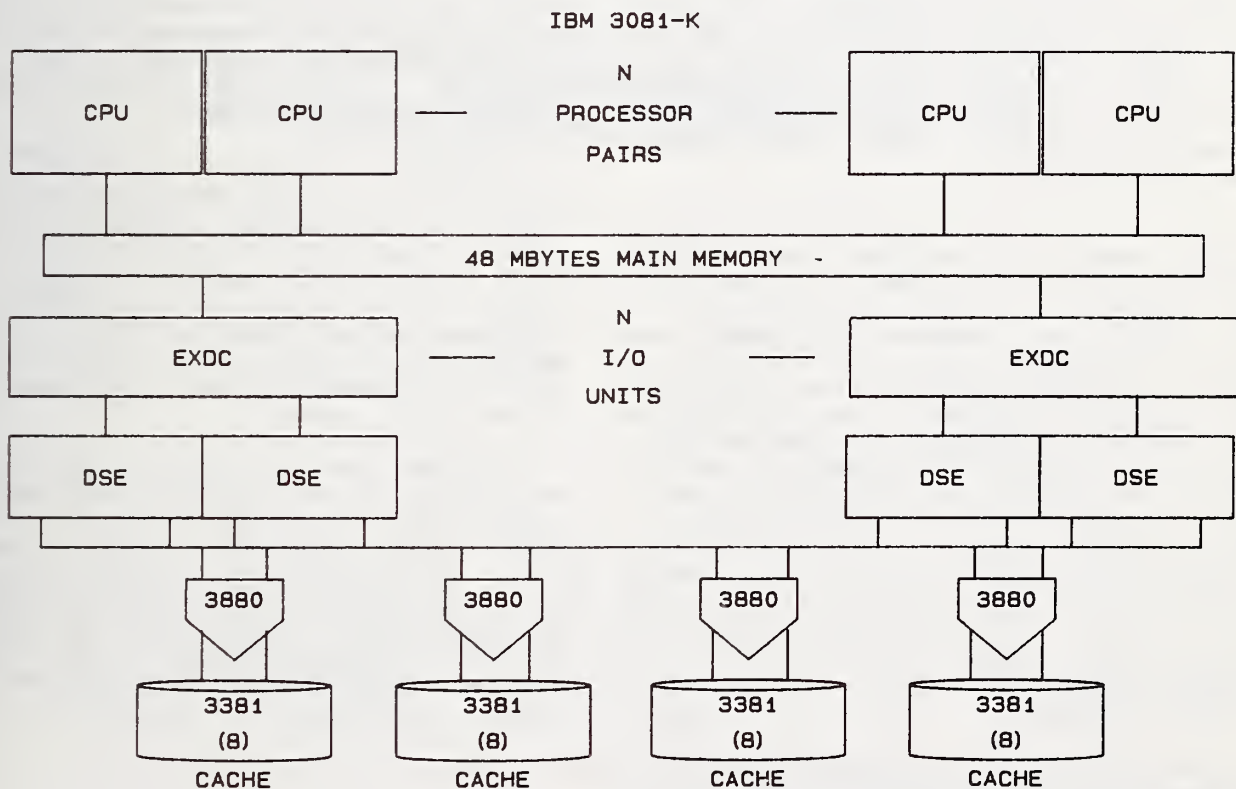 IBM 3081-K
N
CPU CPU PROCESSOR CPU CPU
PAIRS
48 MBYTES MAIN MEMORY -
N
EXDC I/O EXDC
UNITS
DSE DSE DSE DSE
3880 3880 3880 3880
3381 3381 3381 3381
(8) (8) (8) (8)
CACHE CACHE CACHE CACHE